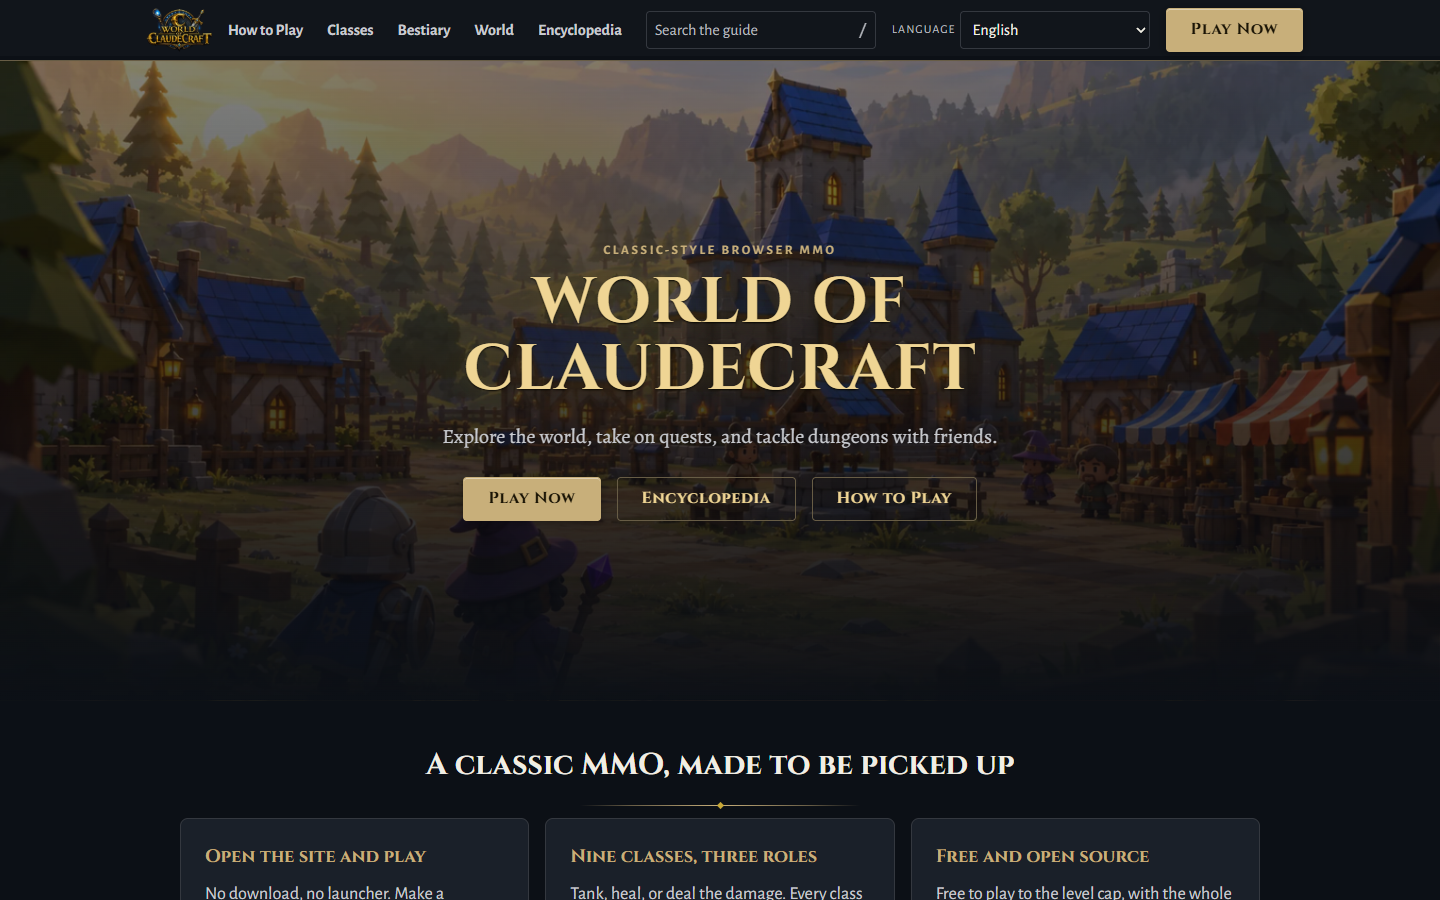 WORLD OF
CLAUDECRAFT
How to Play
Classes
Bestiary
World
Encyclopedia
Search the guide /
LANGUAGE
English
PLAY NOW
CLASSIC-STYLE BROWSER MMO
WORLD OF
CLAUDECRAFT
Explore the world, take on quests, and tackle dungeons with friends.
PLAY NOW
ENCYCLOPEDIA
HOW TO PLAY
A CLASSIC MMO, MADE TO BE PICKED UP
OPEN THE SITE AND PLAY
No download, no launcher. Make a
NINE CLASSES, THREE ROLES
Tank, heal, or deal the damage. Every class
FREE AND OPEN SOURCE
Free to play to the level cap, with the whole